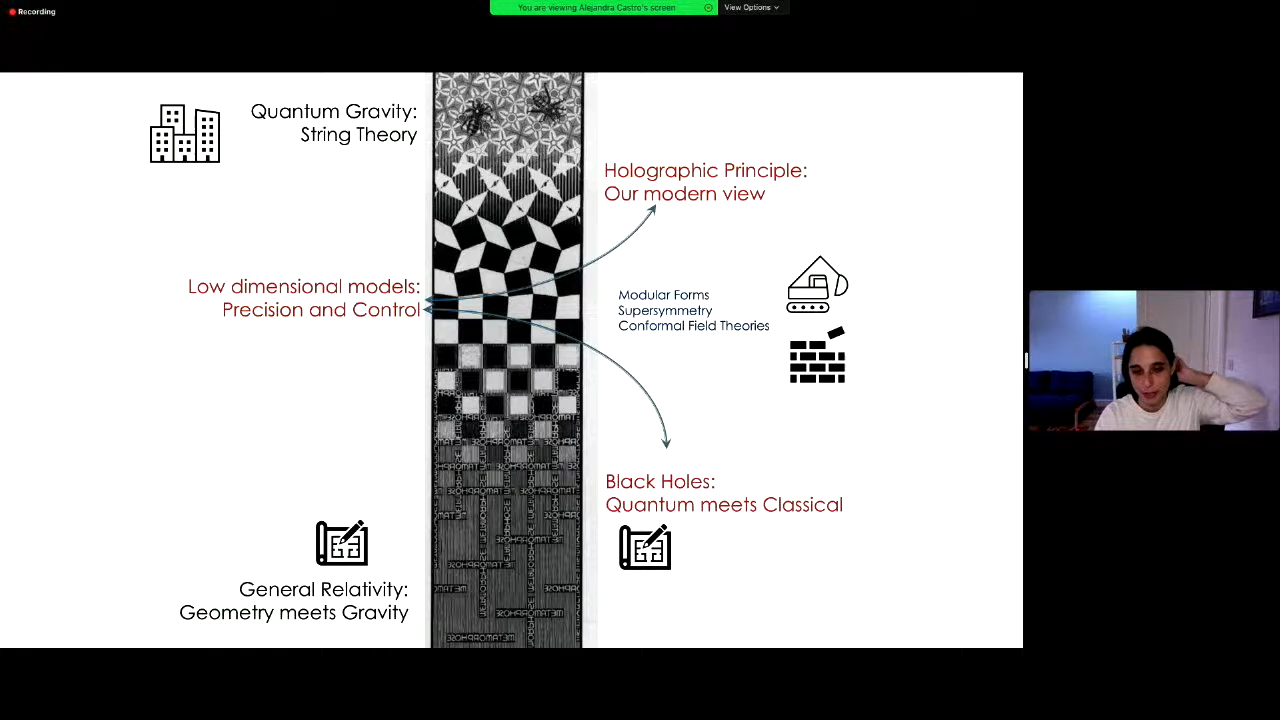 Recording
You are viewing Alejandra Castro's screen
View Options
Quantum Gravity:
String Theory
Holographic Principle:
Our modern view
Low dimensional models:
Precision and Control
Modular Forms
Supersymmetry
Conformal Field Theories
Black Holes:
Quantum meets Classical
General Relativity:
Geometry meets Gravity